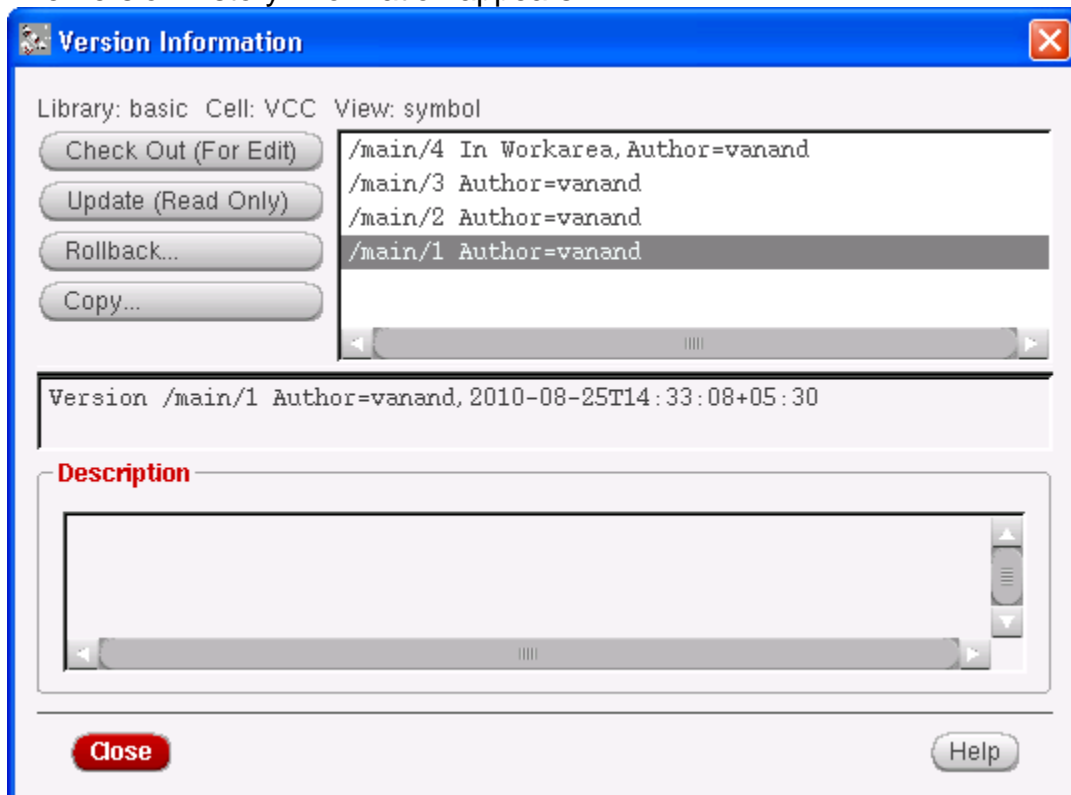 Version Information
Library: basic Cell: VCC View: symbol
Check Out (For Edit)
Update (Read Only)
Rollback...
Copy...
/main/4 In Workarea, Author=vanand
/main/3 Author=vanand
/main/2 Author=vanand
/main/1 Author=vanand
Version /main/1 Author=vanand, 2010-08-25T14:33:08+05:30
Description
Close
Help